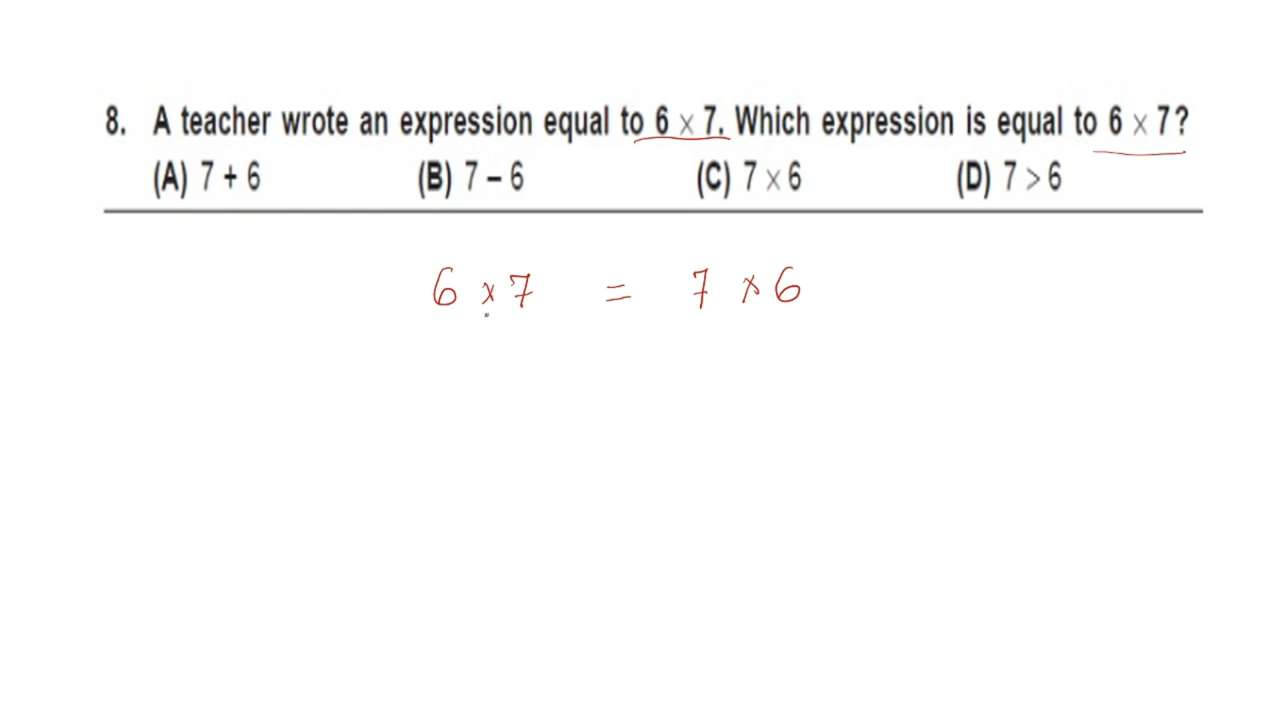 8. A teacher wrote an expression equal to 6 × 7. Which expression is equal to 6 × 7?
(A) 7 + 6 (B) 7 – 6 (C) 7 × 6 (D) 7 > 6
6 × 7 = 7 × 6